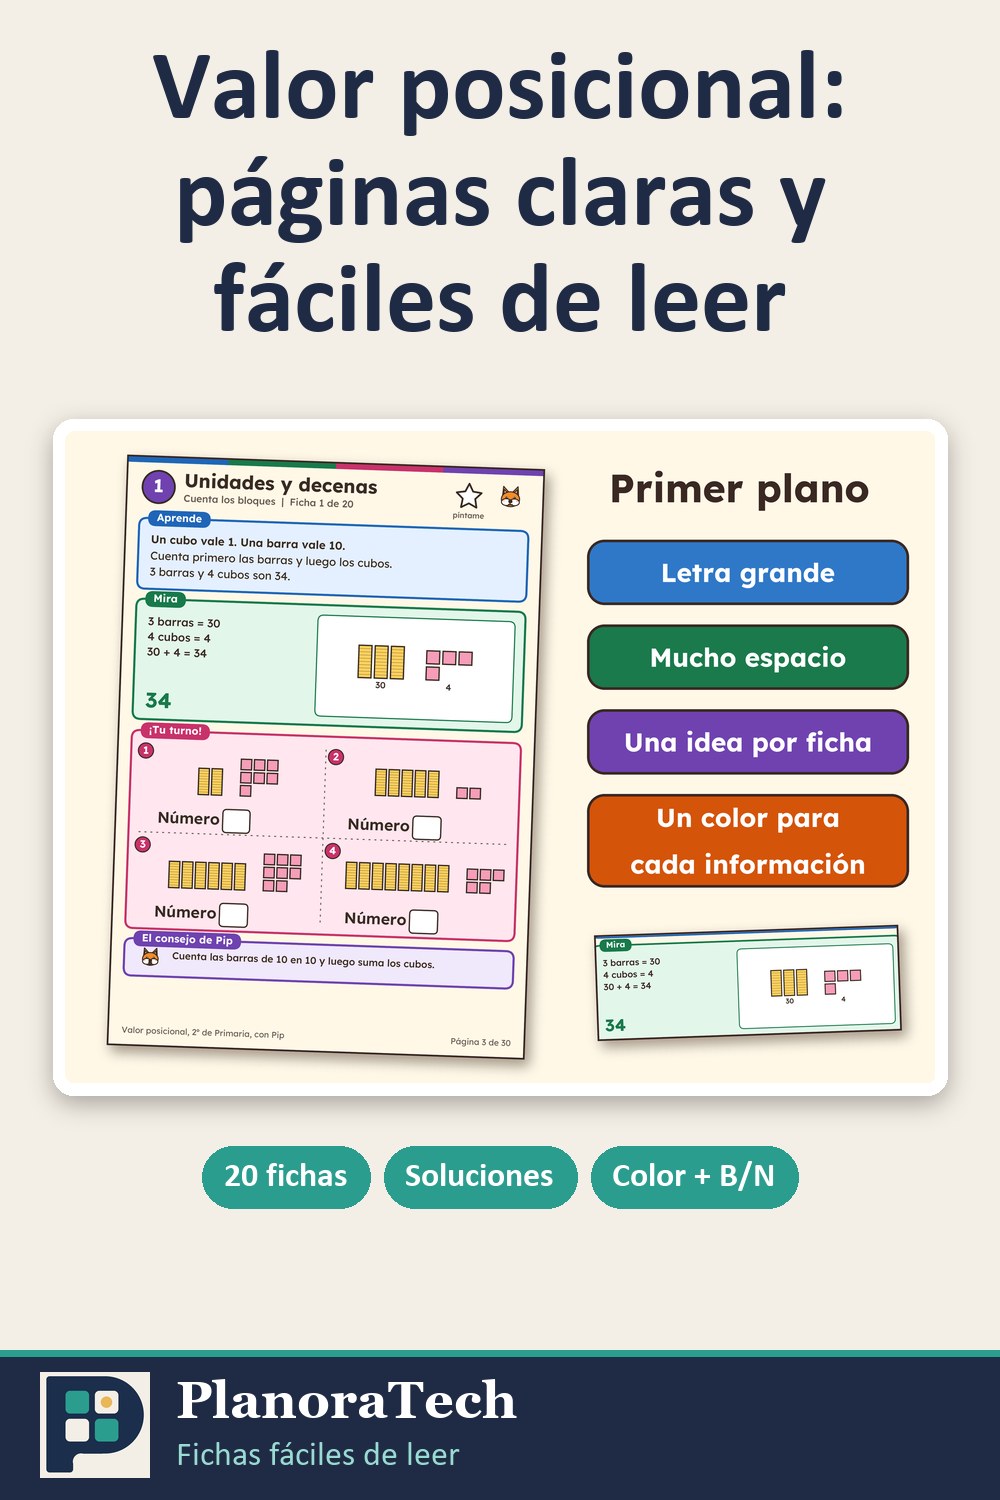 Valor posicional:
páginas claras y
fáciles de leer
1
Unidades y decenas
Cuenta los bloques | Ficha 1 de 20
píntame
Aprende
Un cubo vale 1. Una barra vale 10.
Cuenta primero las barras y luego los cubos.
3 barras y 4 cubos son 34.
Mira
3 barras = 30
4 cubos = 4
30 + 4 = 34
34
30
4
¡Tu turno!
1
Número
2
Número
3
Número
4
Número
El consejo de Pip
Cuenta las barras de 10 en 10 y luego suma los cubos.
Valor posicional, 2º de Primaria, con Pip
Página 3 de 30
Primer plano
Letra grande
Mucho espacio
Una idea por ficha
Un color para
cada información
Mira
3 barras = 30
4 cubos = 4
30 + 4 = 34
34
30
4
20 fichas
Soluciones
Color + B/N
PlanoraTech
Fichas fáciles de leer